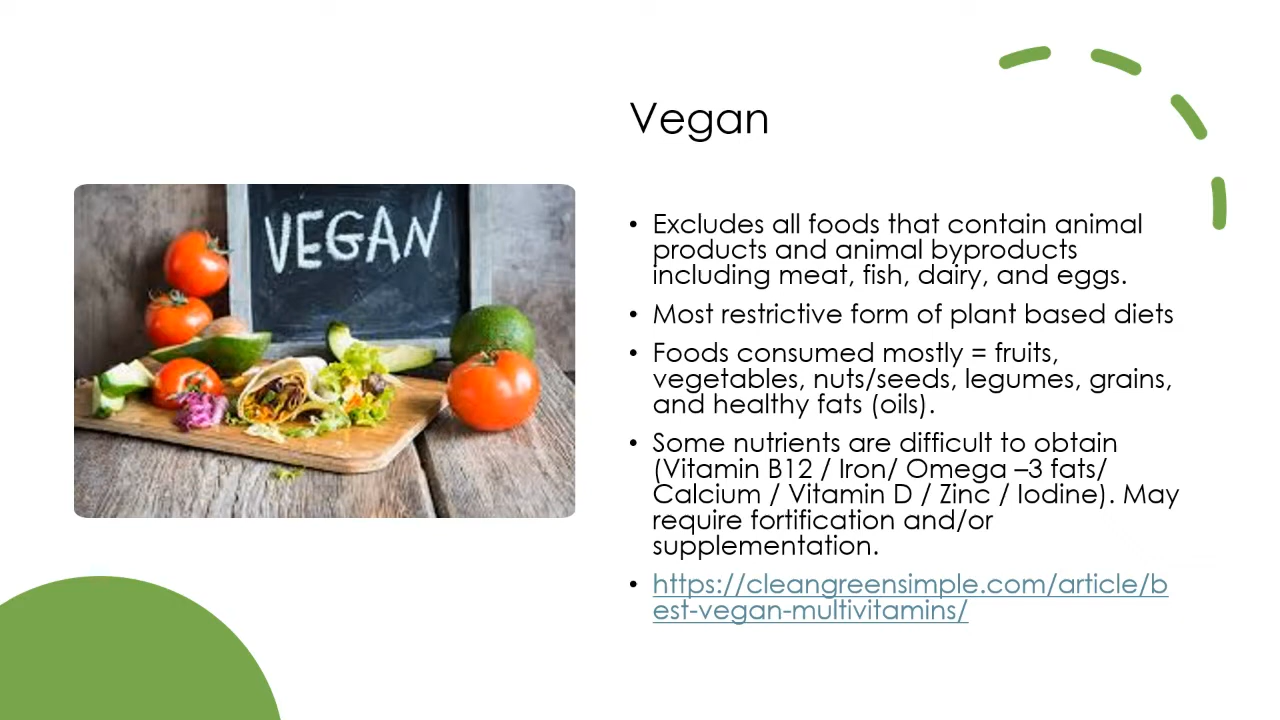 Vegan
VEGAN
• Excludes all foods that contain animal
products and animal byproducts
including meat, fish, dairy, and eggs.
• Most restrictive form of plant based diets
• Foods consumed mostly = fruits,
vegetables, nuts/seeds, legumes, grains,
and healthy fats (oils).
• Some nutrients are difficult to obtain
(Vitamin B12 / Iron/ Omega –3 fats/
Calcium / Vitamin D / Zinc / Iodine). May
require fortification and/or
supplementation.
• https://cleangreensimple.com/article/b
est-vegan-multivitamins/